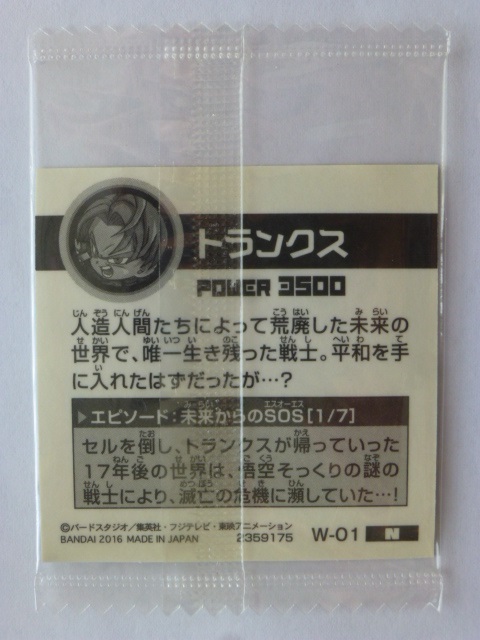 トランクス
POWER 3500
人造人間たちによって荒廃した未来の
世界で、唯一生き残った戦士。平和を手
に入れたはずだったが…?
▶エピソード:未来からのSOS[1/7]
セルを倒し、トランクスが帰っていった
17年後の世界は、悟空そっくりの謎の
戦士により、滅亡の危機に瀕していた…!
©バードスタジオ/集英社・フジテレビ・東映アニメーション
BANDAI 2016 MADE IN JAPAN 2359175 W-01 N